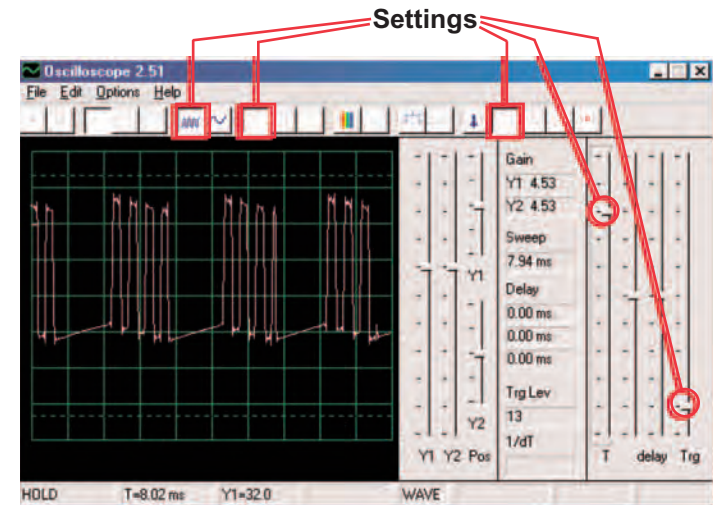 Settings
Oscilloscope 2.51
File Edit Options Help
Gain
Y1 4.53
Y2 4.53
Sweep
7.94 ms
Y1
Delay
0.00 ms
0.00 ms
0.00 ms
Trg Lev
13
Y2
1/dT
Y1 Y2 Pos T delay Trg
HOLD T=8.02 ms Y1=32.0 WAVE